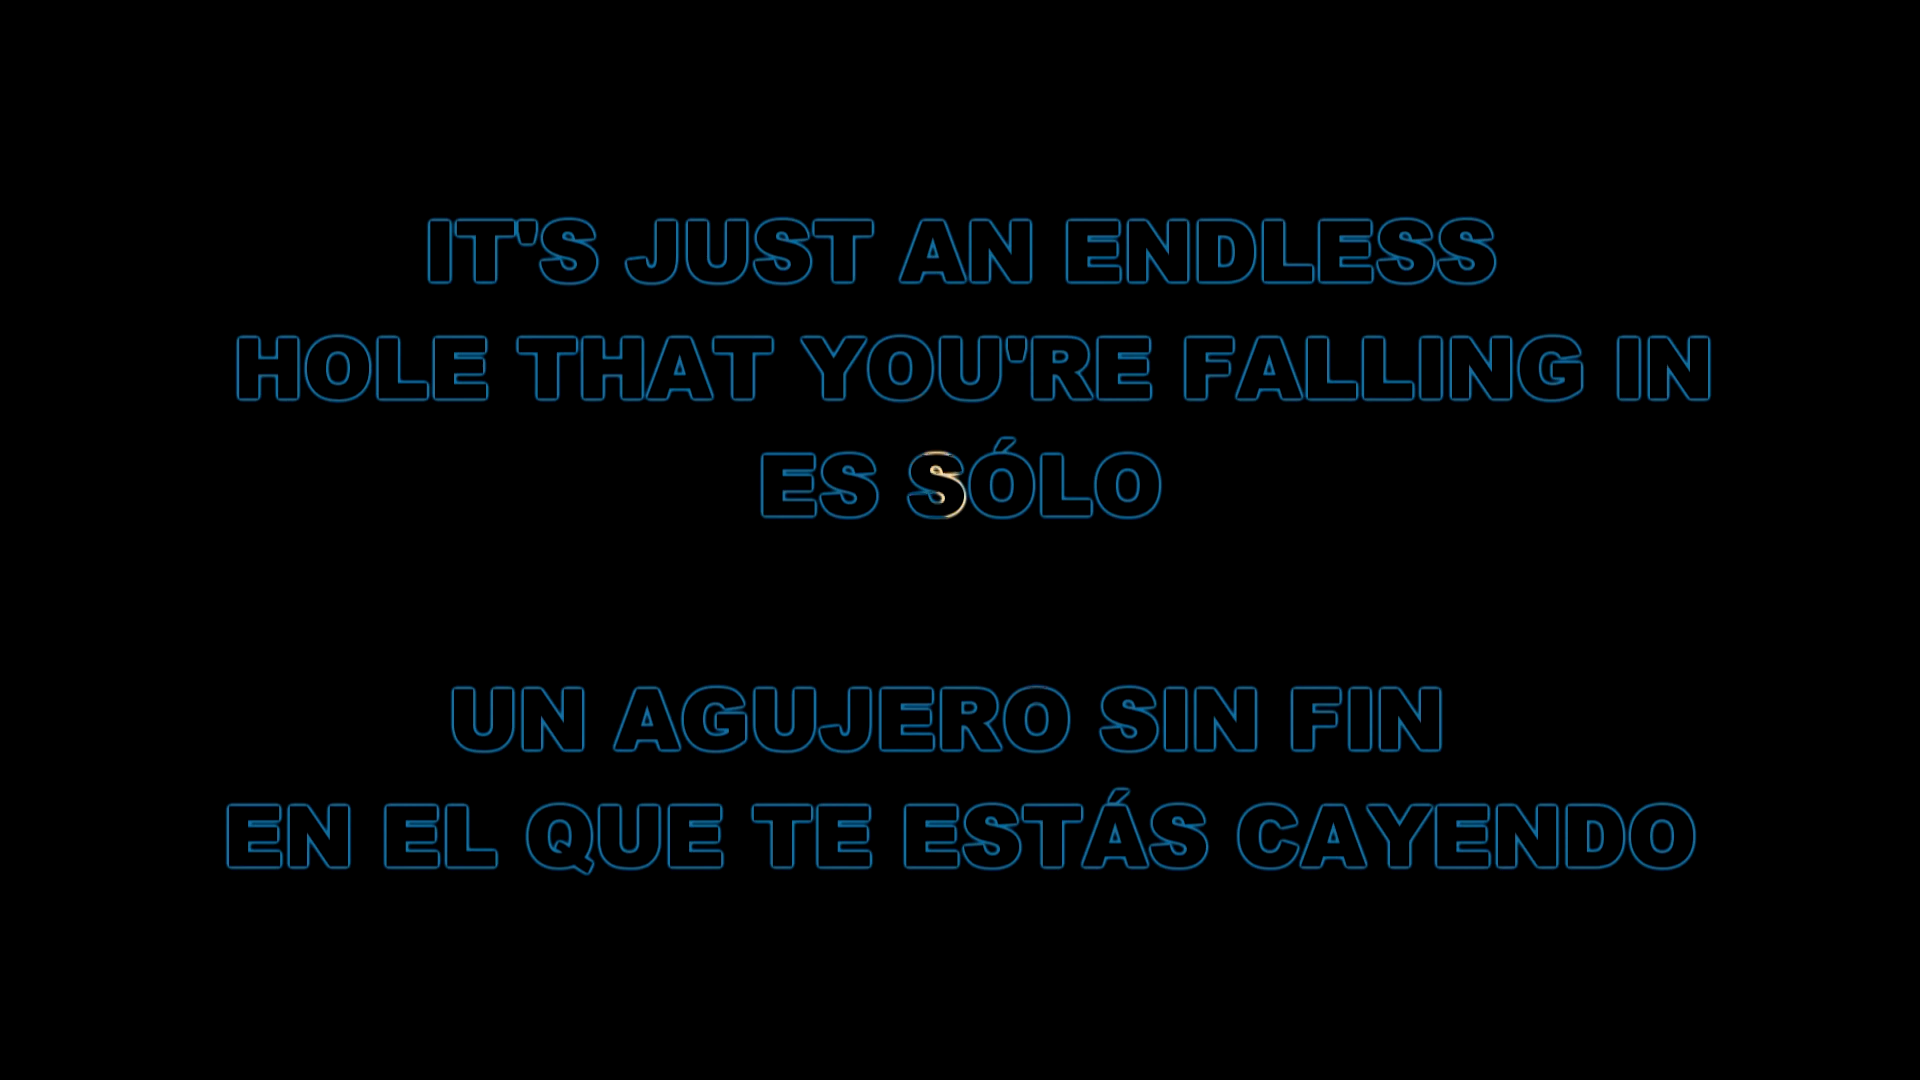 IT'S JUST AN ENDLESS
HOLE THAT YOU'RE FALLING IN
ES SÓLO
UN AGUJERO SIN FIN
EN EL QUE TE ESTÁS CAYENDO